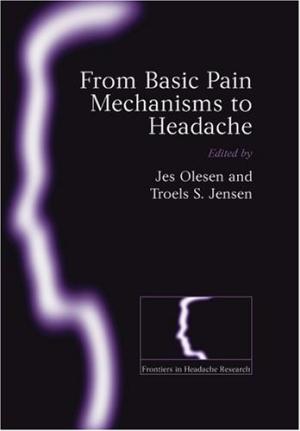 From Basic Pain
Mechanisms to
Headache
Edited by
Jes Olesen and
Troels S. Jensen
Frontiers in Headache Research